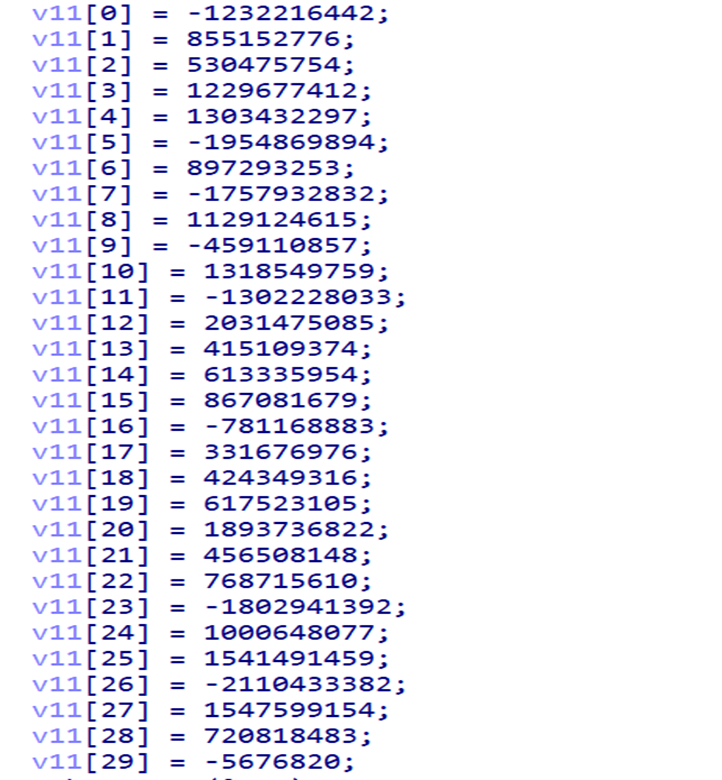 v11[0] = -1232216442;
v11[1] = 855152776;
v11[2] = 530475754;
v11[3] = 1229677412;
v11[4] = 1303432297;
v11[5] = -1954869894;
v11[6] = 897293253;
v11[7] = -1757932832;
v11[8] = 1129124615;
v11[9] = -459110857;
v11[10] = 1318549759;
v11[11] = -1302228033;
v11[12] = 2031475085;
v11[13] = 415109374;
v11[14] = 613335954;
v11[15] = 867081679;
v11[16] = -781168883;
v11[17] = 331676976;
v11[18] = 424349316;
v11[19] = 617523105;
v11[20] = 1893736822;
v11[21] = 456508148;
v11[22] = 768715610;
v11[23] = -1802941392;
v11[24] = 1000648077;
v11[25] = 1541491459;
v11[26] = -2110433382;
v11[27] = 1547599154;
v11[28] = 720818483;
v11[29] = -5676820;